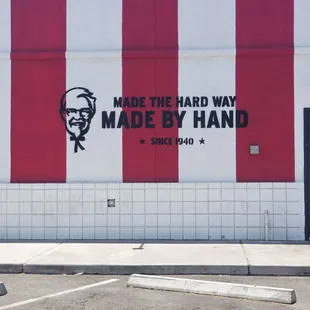 MADE THE HARD WAY
MADE BY HAND
★ SINCE 1940 ★